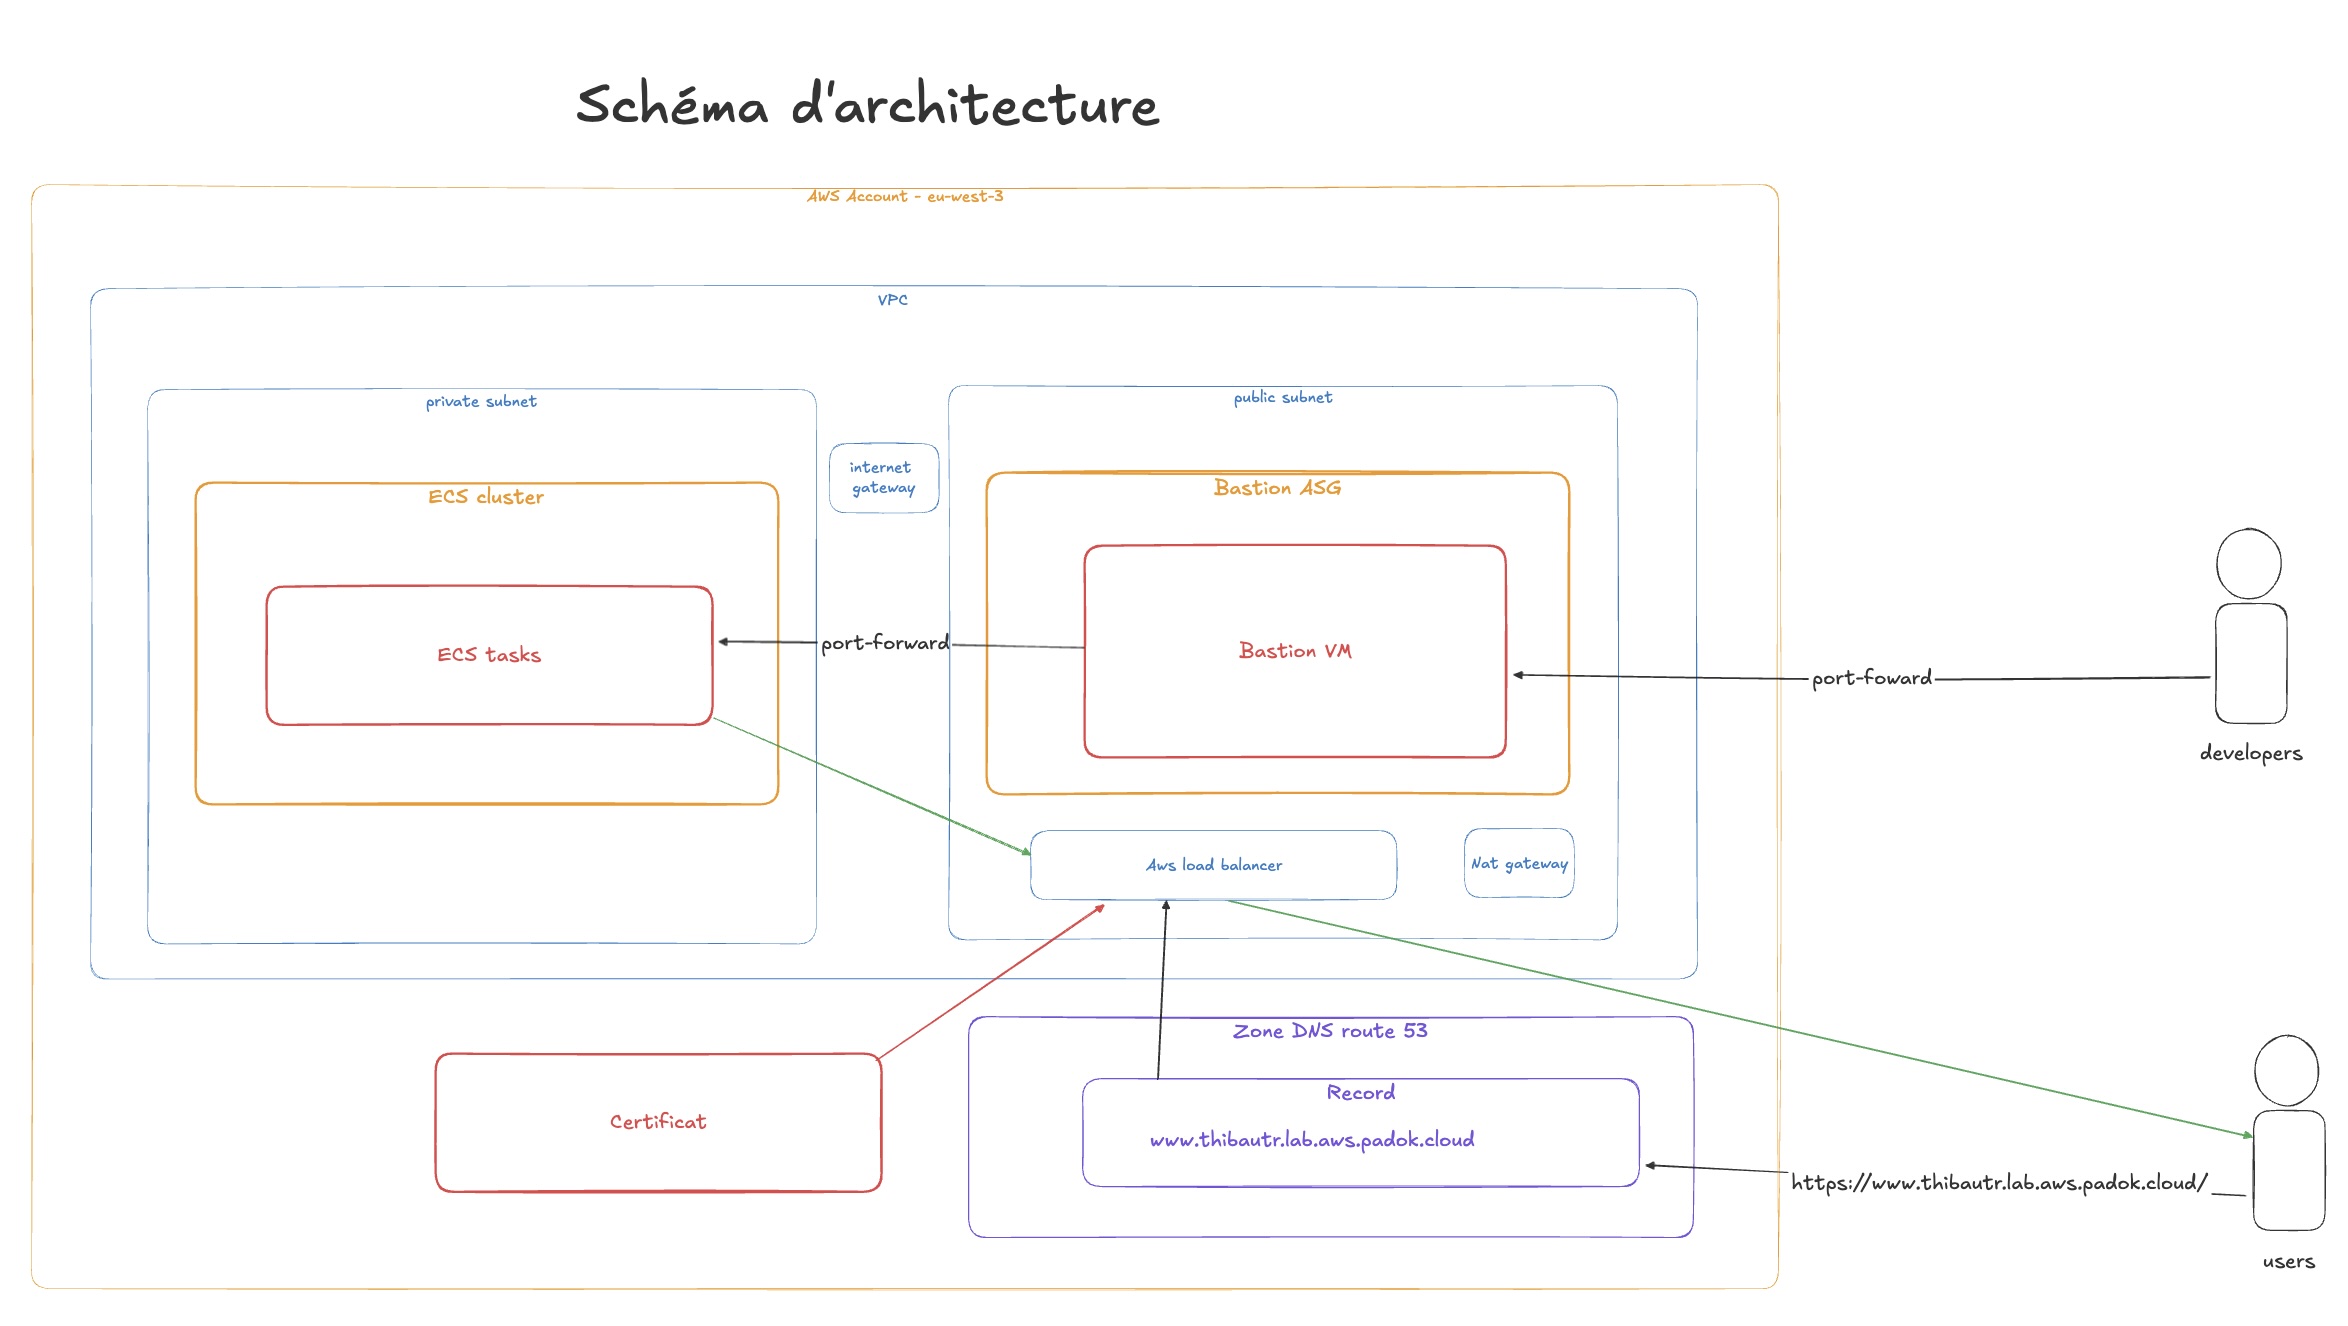 Schéma d'architecture
AWS Account - eu-west-3
VPC
private subnet
public subnet
internet
gateway
ECS cluster
Bastion ASG
ECS tasks
port-forward
Bastion VM
port-foward
developers
Aws load balancer
Nat gateway
Zone DNS route 53
Record
www.thibautr.lab.aws.padok.cloud
Certificat
https://www.thibautr.lab.aws.padok.cloud/
users